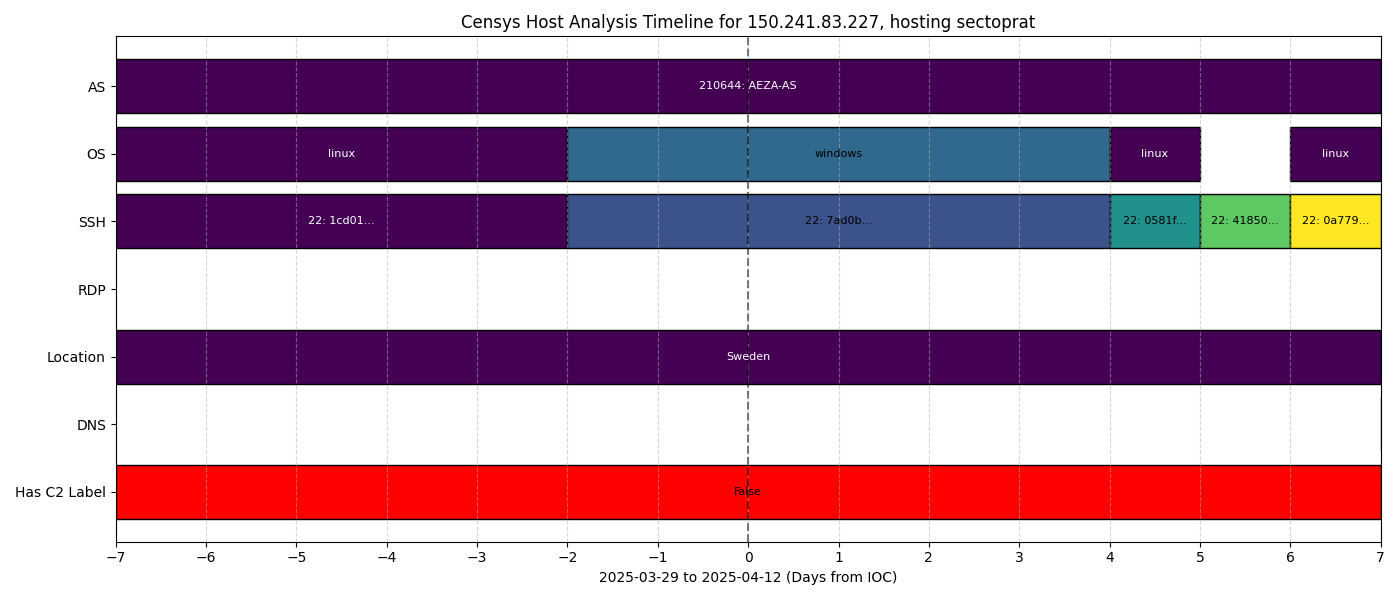 Censys Host Analysis Timeline for 150.241.83.227, hosting sectoprat
AS
210644: AEZA-AS
OS
linux
windows
linux
linux
SSH
22: 1cd01...
22: 7ad0b...
22: 0581f...
22: 41850...
22: 0a779...
RDP
Location
Sweden
DNS
Has C2 Label
False
−7 −6 −5 −4 −3 −2 −1 0 1 2 3 4 5 6 7
2025-03-29 to 2025-04-12 (Days from IOC)